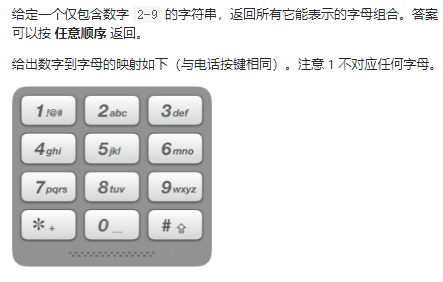 给定一个仅包含数字 2-9 的字符串，返回所有它能表示的字母组合。答案
可以按 任意顺序 返回。
给出数字到字母的映射如下（与电话按键相同）。注意 1 不对应任何字母。
1 !@# 2 abc 3 def
4 ghi 5 jkl 6 mno
7 pqrs 8 tuv 9 wxyz
* + 0 _ # ⇧